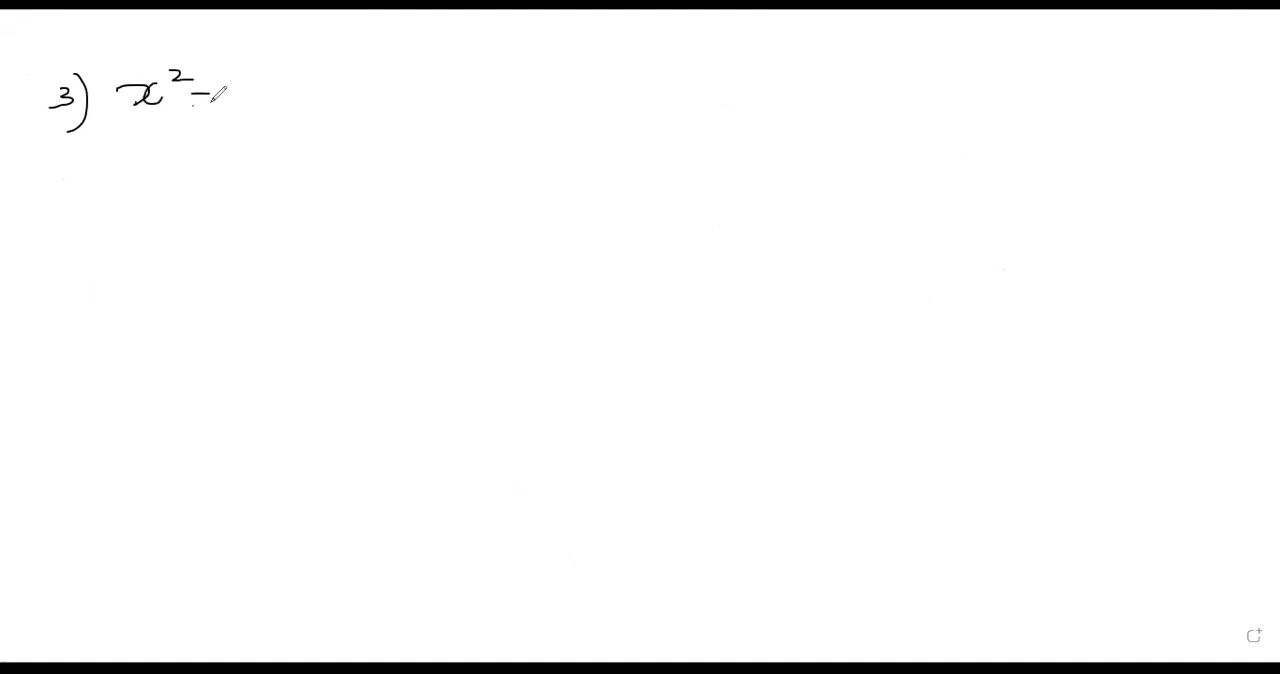 3) x² -